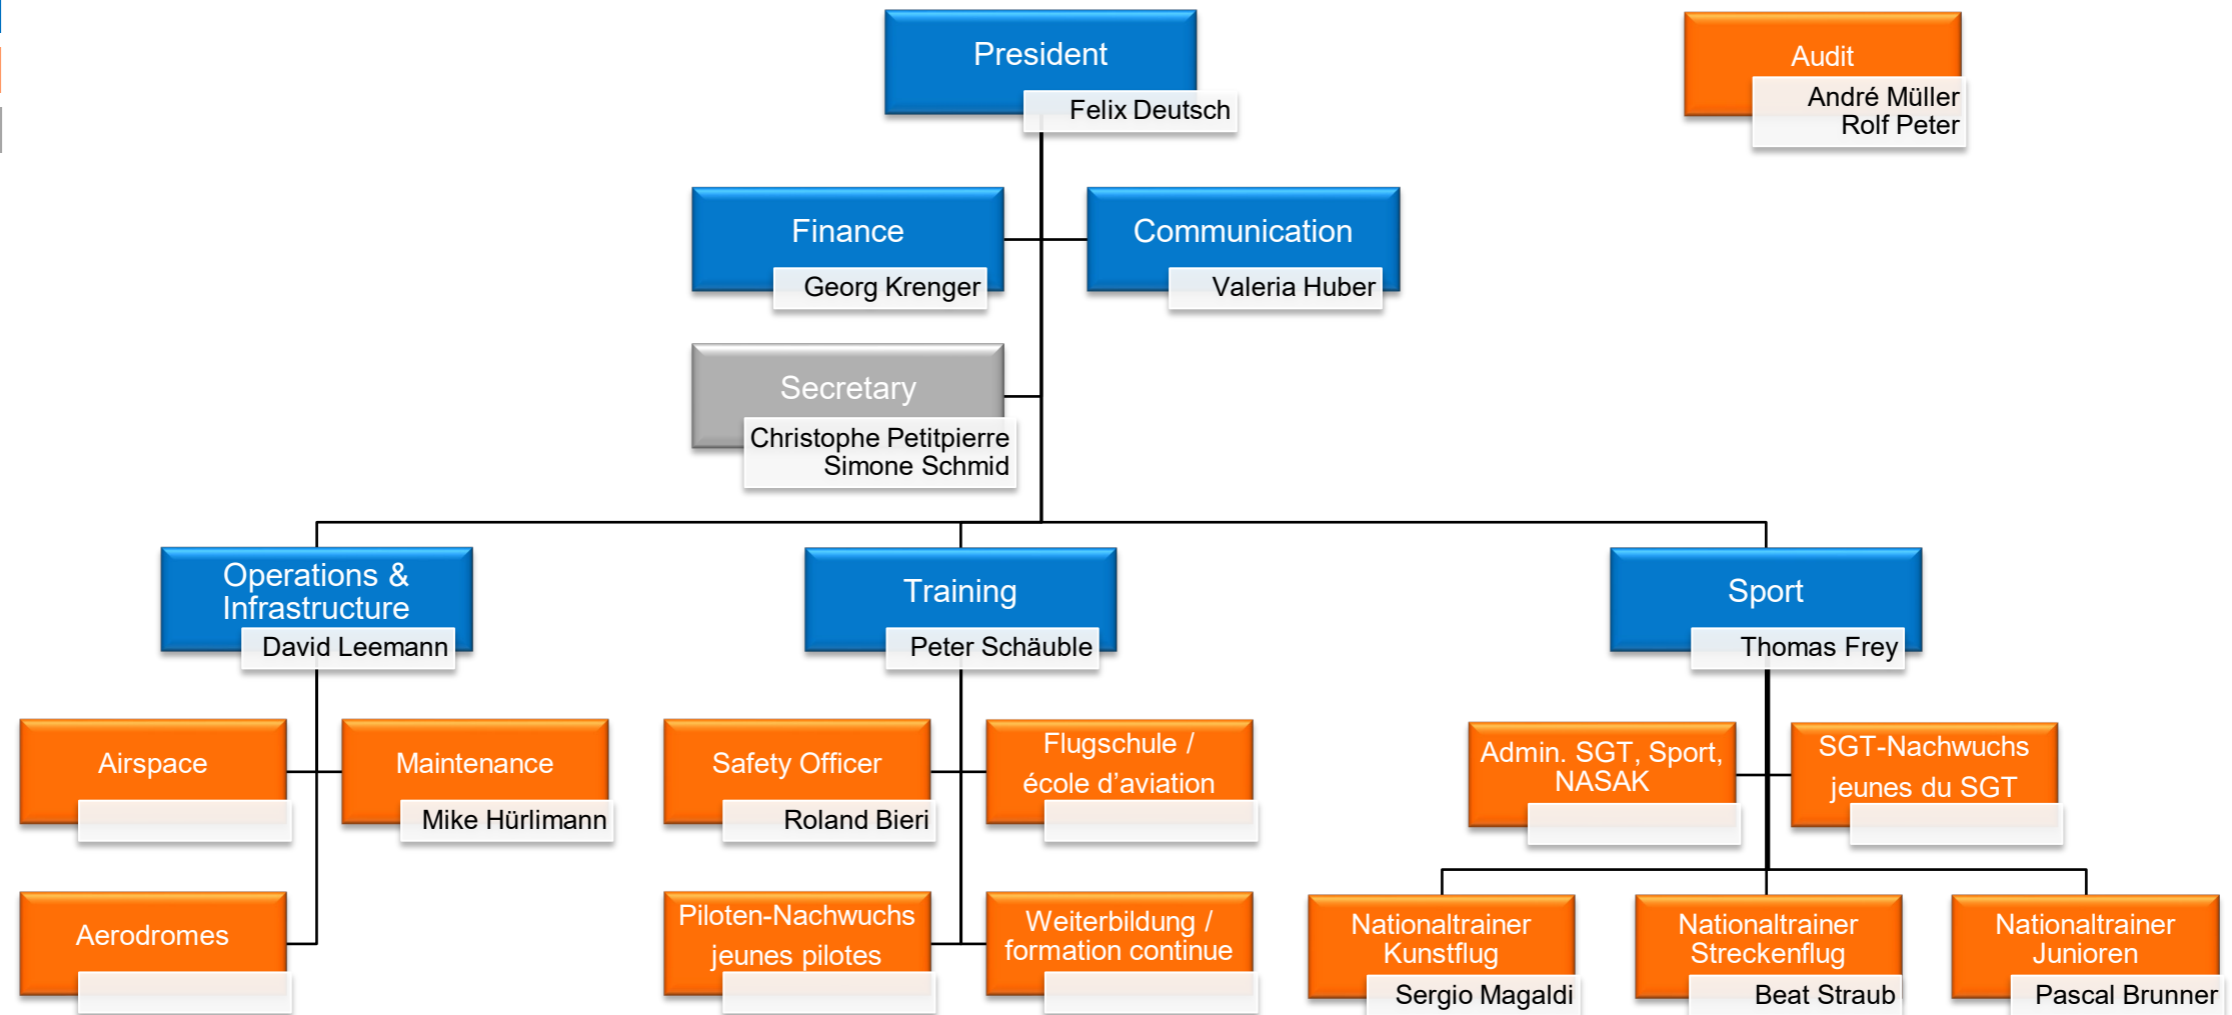 President
Felix Deutsch
Audit
André Müller
Rolf Peter
Finance
Georg Krenger
Communication
Valeria Huber
Secretary
Christophe Petitpierre
Simone Schmid
Operations &
Infrastructure
David Leemann
Training
Peter Schäuble
Sport
Thomas Frey
Airspace
Maintenance
Mike Hürlimann
Safety Officer
Roland Bieri
Flugschule /
école d’aviation
Admin. SGT, Sport,
NASAK
SGT-Nachwuchs
jeunes du SGT
Aerodromes
Piloten-Nachwuchs
jeunes pilotes
Weiterbildung /
formation continue
Nationaltrainer
Kunstflug
Sergio Magaldi
Nationaltrainer
Streckenflug
Beat Straub
Nationaltrainer
Junioren
Pascal Brunner